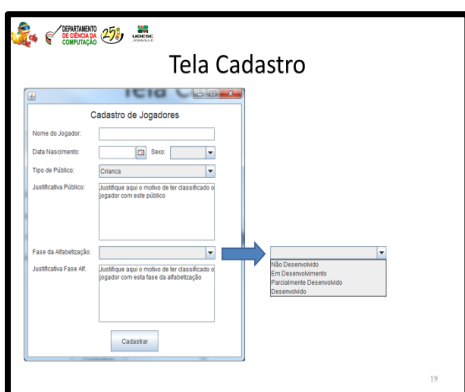 DEPARTAMENTO
DE CIÊNCIA DA
COMPUTAÇÃO
25
UDESC
JOINVILLE
Tela Cadastro
Cadastro de Jogadores
Nome do Jogador:
Data Nascimento:
Sexo:
Tipo de Público:
Crianca
Justificativa Público:
Justifique aqui o motivo de ter classificado o
jogador com este público
Fase da Alfabetização:
Justificativa Fase Alf.
Justifique aqui o motivo de ter classificado o
jogador com esta fase da alfabetização
Cadastrar
Não Desenvolvido
Em Desenvolvimento
Parcialmente Desenvolvido
Desenvolvido
19